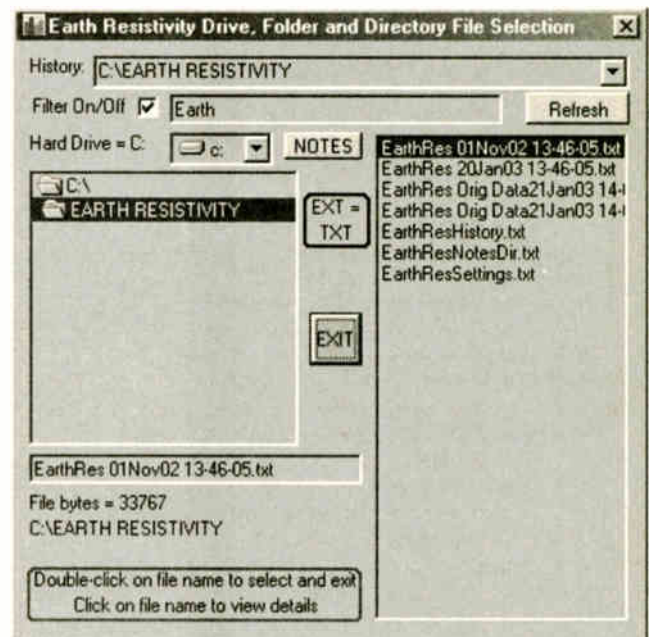 Earth Resistivity Drive, Folder and Directory File Selection
History: C:\EARTH RESISTIVITY
Filter On/Off Earth Refresh
Hard Drive = C: c: NOTES
C:\
EARTH RESISTIVITY
EXT =
TXT
EXIT
EarthRes 01Nov02 13-46-05.txt
EarthRes 20Jan03 13-46-05.txt
EarthRes Orig Data21Jan03 14-
EarthRes Orig Data21Jan03 14-
EarthResHistory.txt
EarthResNotesDir.txt
EarthResSettings.txt
EarthRes 01Nov02 13-46-05.txt
File bytes = 33767
C:\EARTH RESISTIVITY
Double-click on file name to select and exit
Click on file name to view details